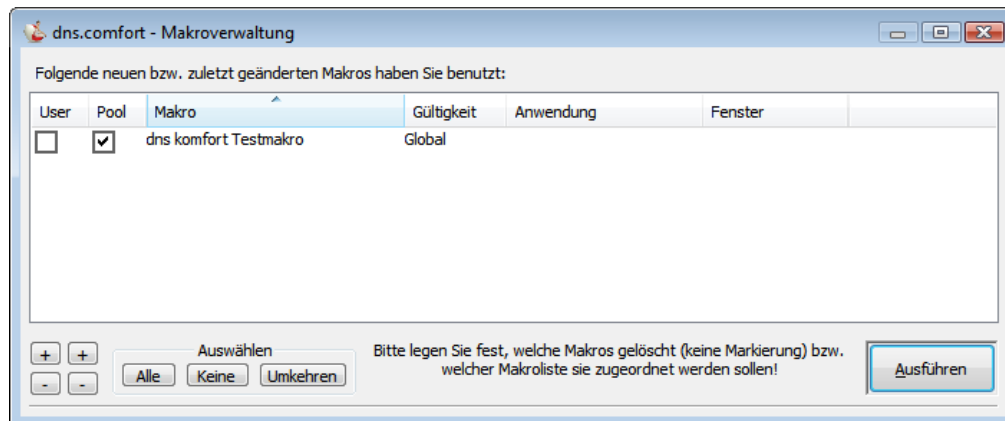 dns.comfort - Makroverwaltung
Folgende neuen bzw. zuletzt geänderten Makros haben Sie benutzt:
User Pool Makro Gültigkeit Anwendung Fenster
dns komfort Testmakro Global
+ +
- -
Auswählen
Alle Keine Umkehren
Bitte legen Sie fest, welche Makros gelöscht (keine Markierung) bzw.
welcher Makroliste sie zugeordnet werden sollen!
Ausführen